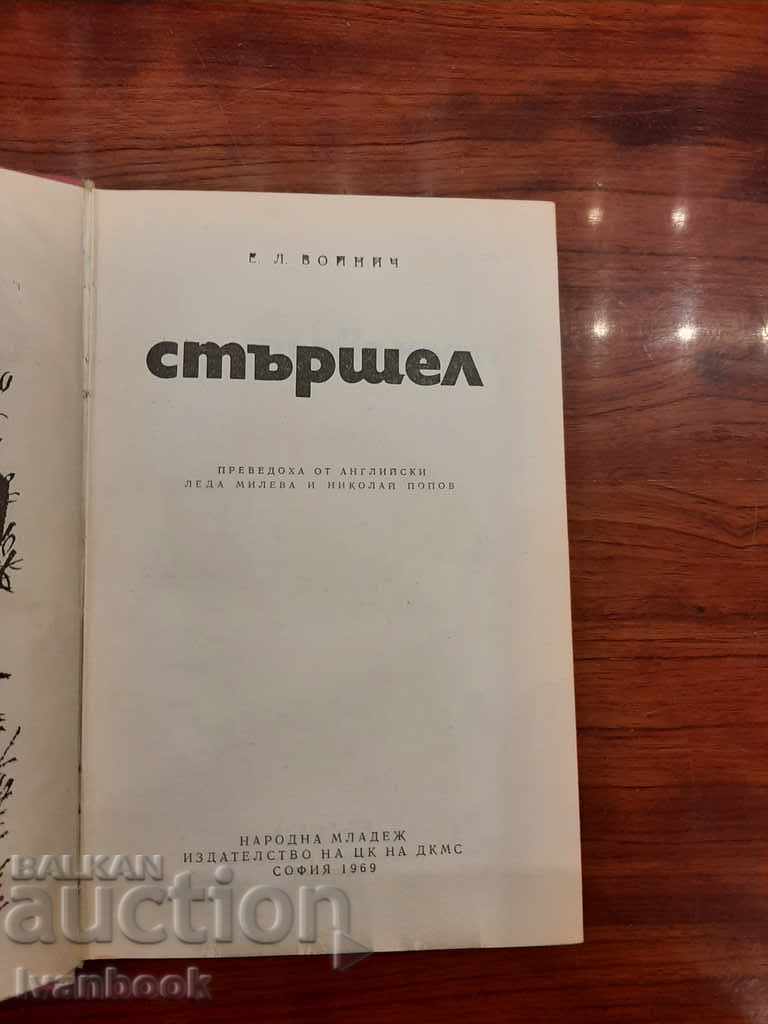 Е. Л. ВОЙНИЧ
стършел
ПРЕВЕДОХА ОТ АНГЛИЙСКИ
ЛЕДА МИЛЕВА И НИКОЛАЙ ПОПОВ
НАРОДНА МЛАДЕЖ
ИЗДАТЕЛСТВО НА ЦК НА ДКМС
СОФИЯ 1969
BALKAN
auction
Ivanbook